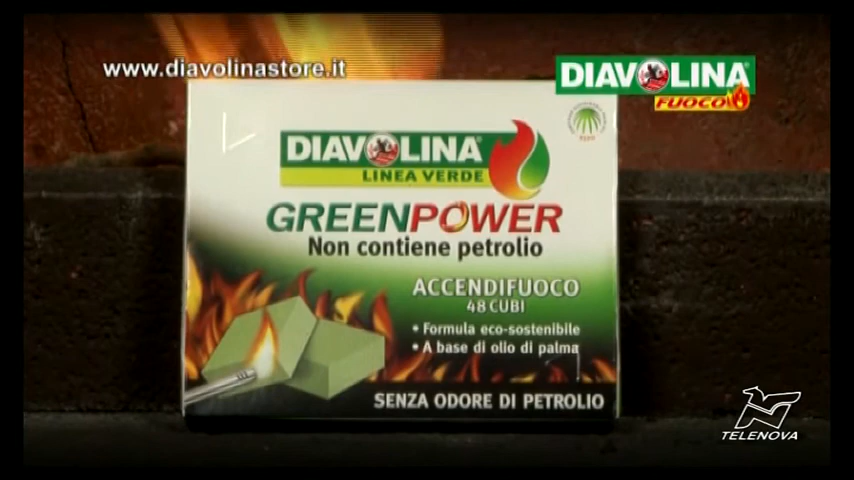 www.diavolinastore.it
DIAVOLINA
FUOCO
DIAVOLINA
LINEA VERDE
GREENPOWER
Non contiene petrolio
ACCENDIFUOCO
48 CUBI
• Formula eco-sostenibile
• A base di olio di palma
SENZA ODORE DI PETROLIO
TELENOVA